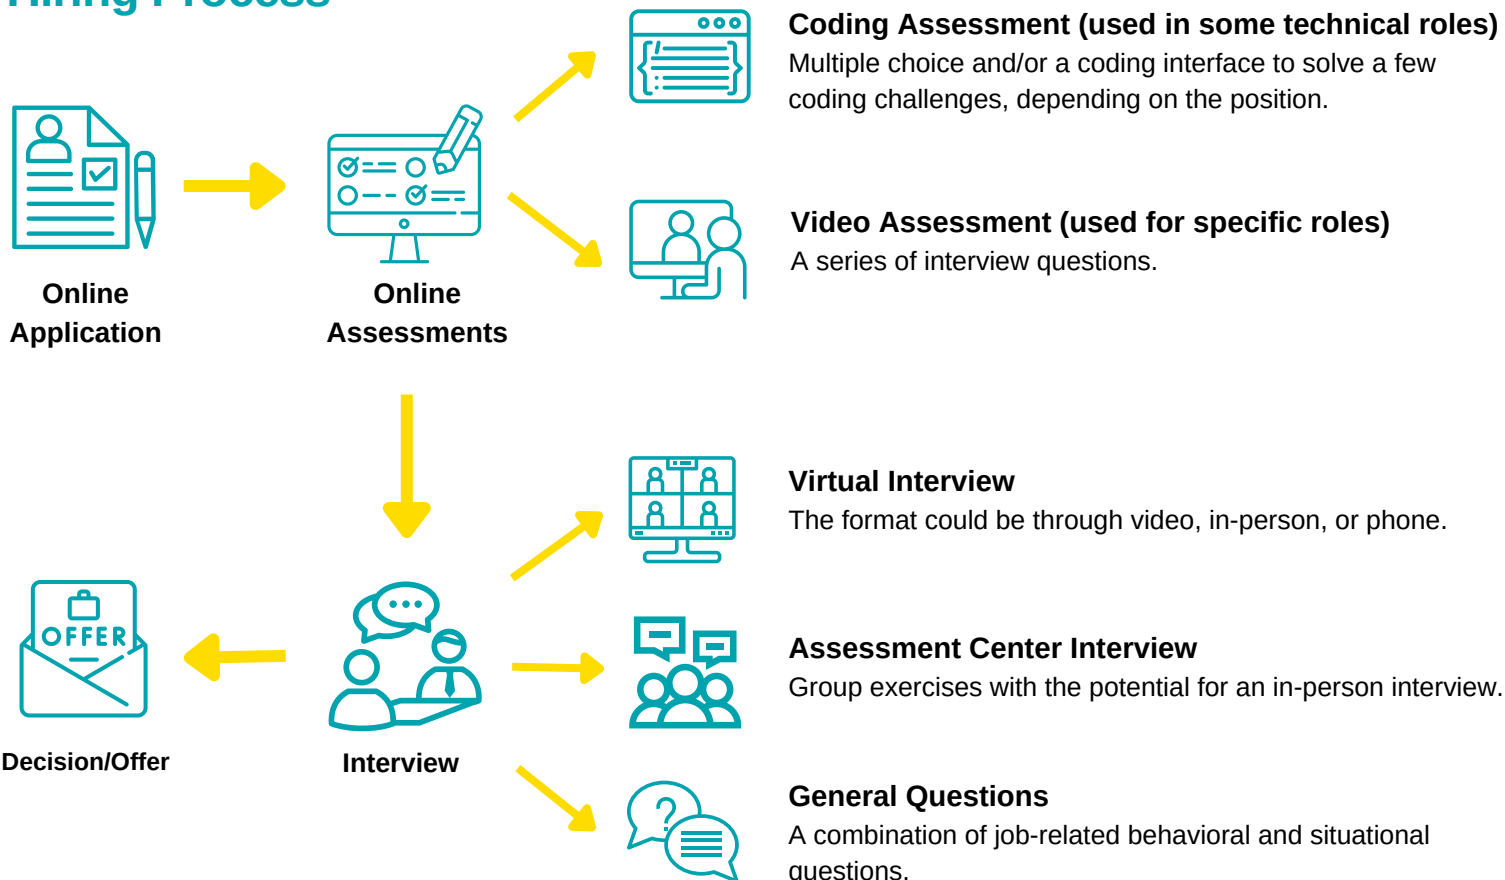 Hiring Process
Coding Assessment (used in some technical roles)
Multiple choice and/or a coding interface to solve a few
coding challenges, depending on the position.
Online
Application
Online
Assessments
Video Assessment (used for specific roles)
A series of interview questions.
Virtual Interview
The format could be through video, in-person, or phone.
OFFER
Decision/Offer
Interview
Assessment Center Interview
Group exercises with the potential for an in-person interview.
General Questions
A combination of job-related behavioral and situational
questions.